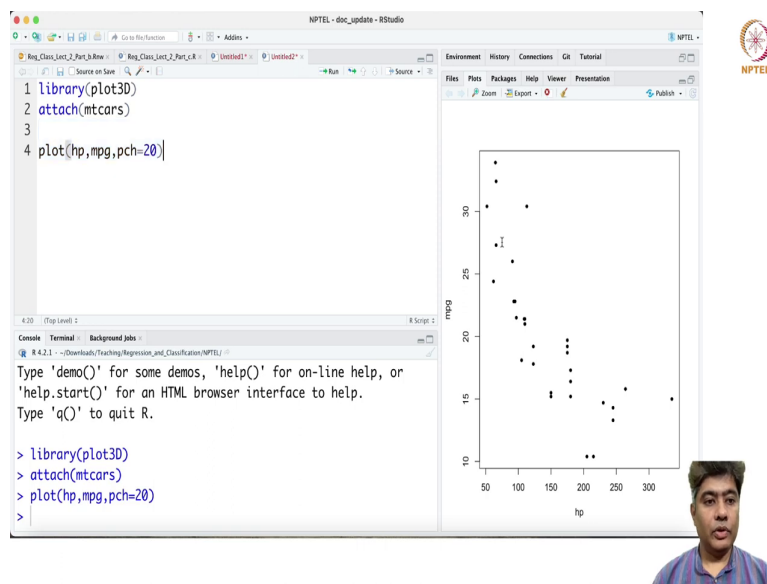 NPTEL - doc_update - RStudio
Go to file/function
Addins
NPTEL
Reg_Class_Lect_2_Part_b.Rnw
Reg_Class_Lect_2_Part_c.R
Untitled1*
Untitled2*
Source on Save
Run
Source
1 library(plot3D)
2 attach(mtcars)
3
4 plot(hp,mpg,pch=20)
4:20
(Top Level)
R Script
Console
Terminal
Background Jobs
R 4.2.1 · ~/Downloads/Teaching/Regression_and_Classification/NPTEL/
Type 'demo()' for some demos, 'help()' for on-line help, or
'help.start()' for an HTML browser interface to help.
Type 'q()' to quit R.
> library(plot3D)
> attach(mtcars)
> plot(hp,mpg,pch=20)
>
Environment
History
Connections
Git
Tutorial
Files
Plots
Packages
Help
Viewer
Presentation
Zoom
Export
Publish
mpg
30
25
20
15
10
50
100
150
200
250
300
hp